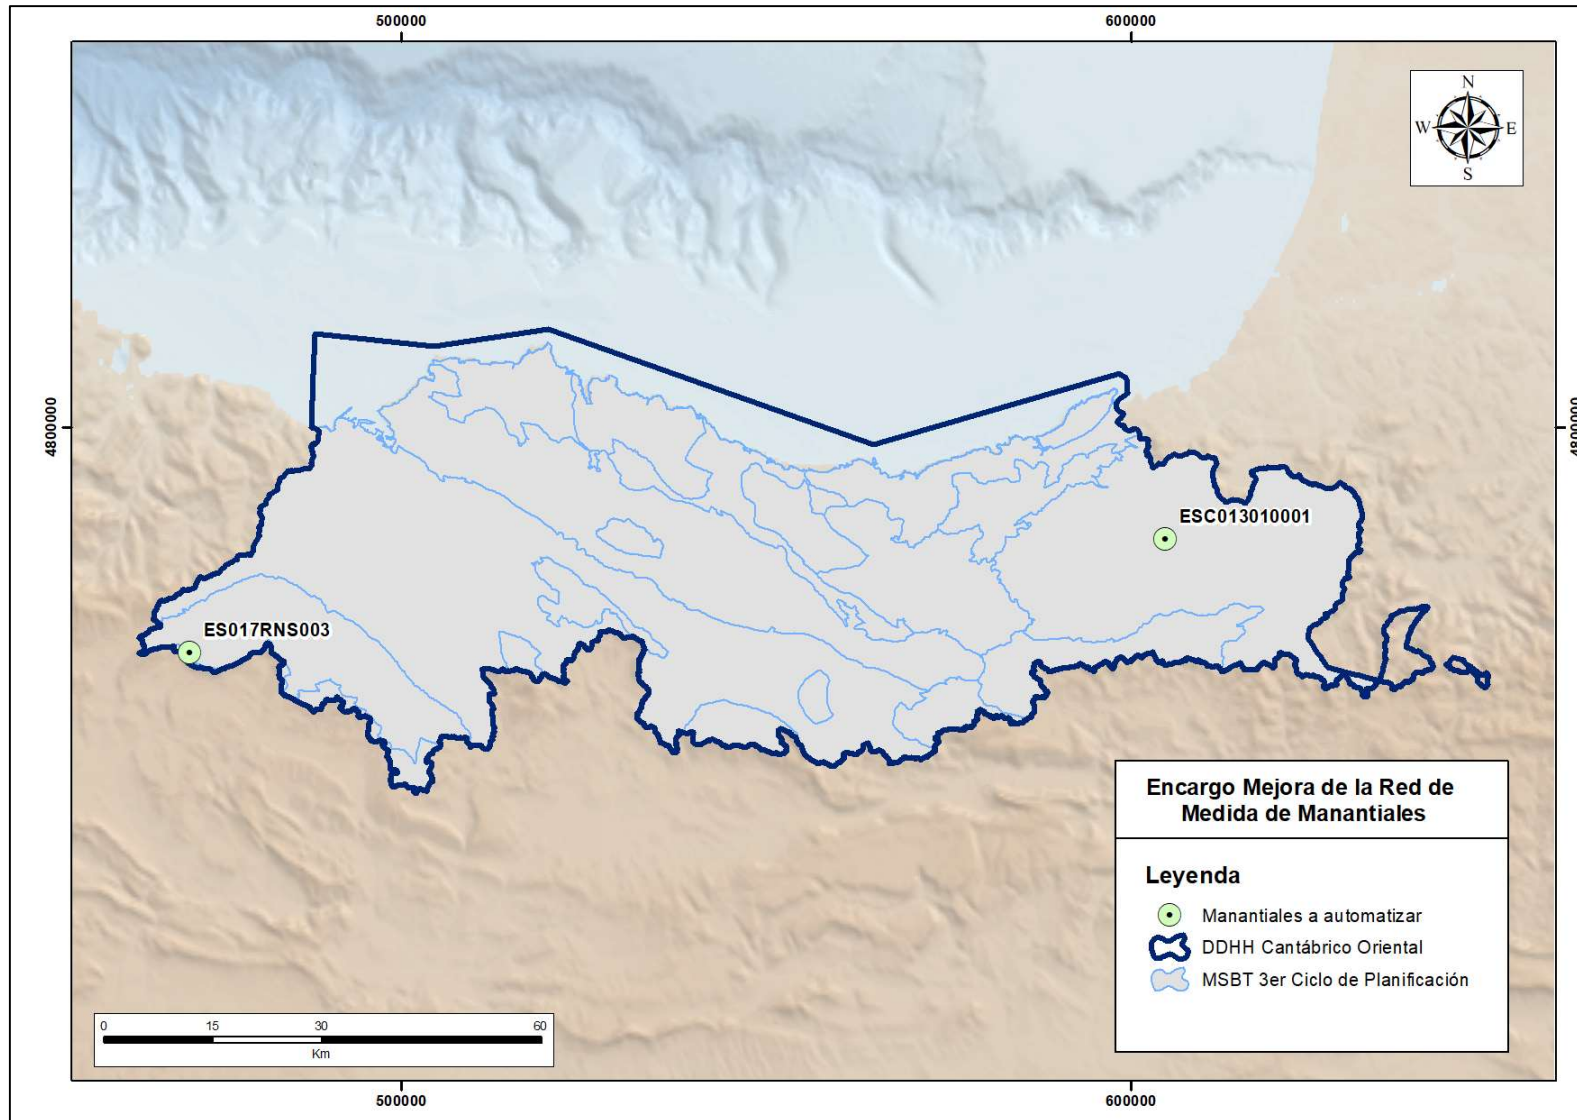 500000
600000
N
W
E
S
4800000
4800000
ESC013010001
ES017RNS003
Encargo Mejora de la Red de
Medida de Manantiales
Leyenda
Manantiales a automatizar
DDHH Cantábrico Oriental
MSBT 3er Ciclo de Planificación
0 15 30 60
Km
500000
600000